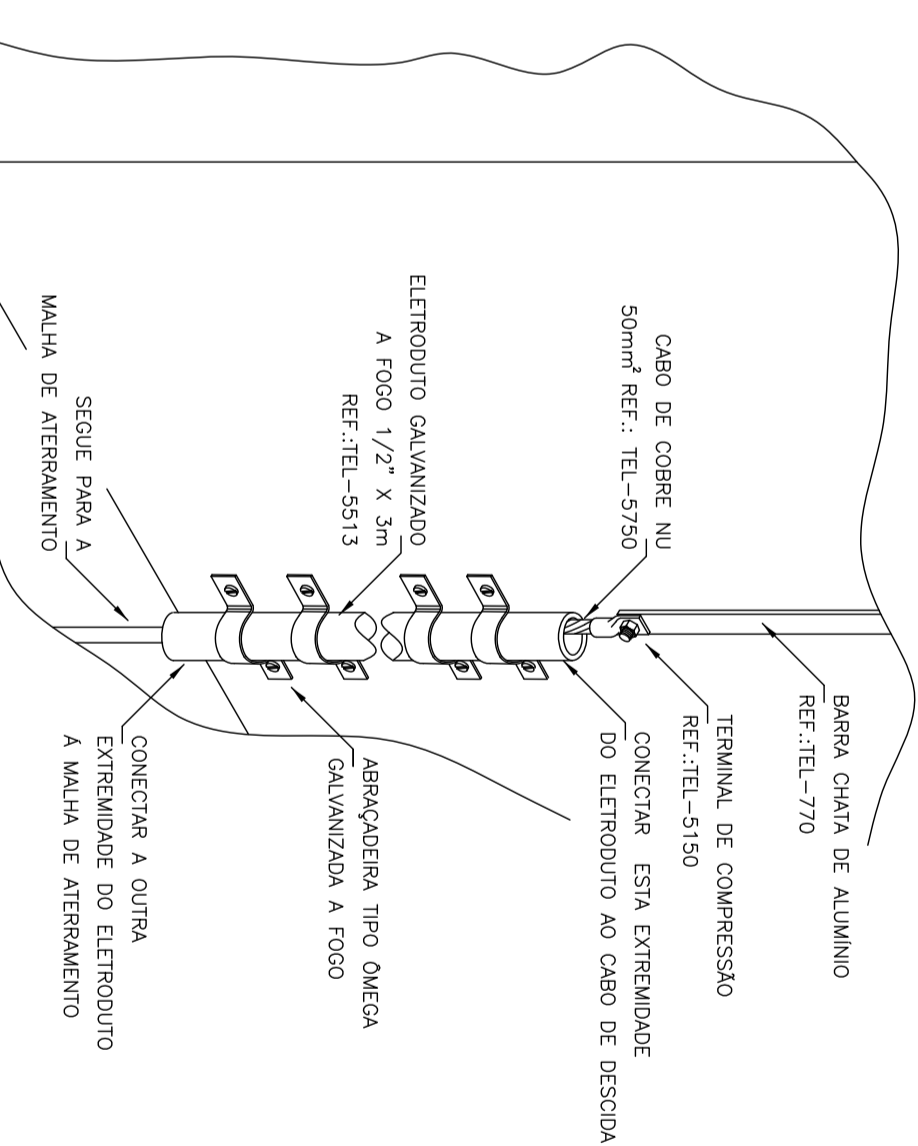 CABO DE COBRE NU
50mm² REF.: TEL-5750
ELETRODUTO GALVANIZADO
A FOGO 1/2" X 3m
REF.:TEL-5513
SEGUE PARA A
MALHA DE ATERRAMENTO
BARRA CHATA DE ALUMÍNIO
REF.:TEL-770
TERMINAL DE COMPRESSÃO
REF.:TEL-5150
CONECTAR ESTA EXTREMIDADE
DO ELETRODUTO AO CABO DE DESCIDA
ABRAÇADEIRA TIPO ÔMEGA
GALVANIZADA A FOGO
CONECTAR A OUTRA
EXTREMIDADE DO ELETRODUTO
Á MALHA DE ATERRAMENTO